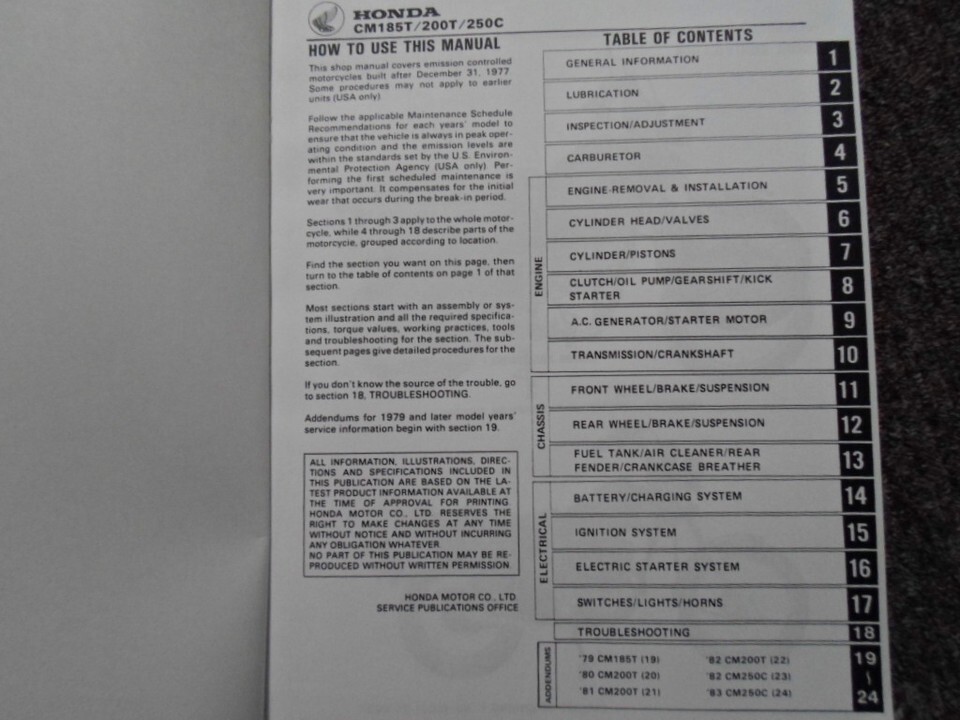 HONDA
CM185T/200T/250C
HOW TO USE THIS MANUAL
This shop manual covers emission controlled
motorcycles built after December 31, 1977.
Some procedures may not apply to earlier
units (USA only).
Follow the applicable Maintenance Schedule
Recommendations for each years' model to
ensure that the vehicle is always in peak oper-
ating condition and the emission levels are
within the standards set by the U.S. Environ-
mental Protection Agency (USA only). Per-
forming the first scheduled maintenance is
very important. It compensates for the initial
wear that occurs during the break-in period.
Sections 1 through 3 apply to the whole motor-
cycle, while 4 through 18 describe parts of the
motorcycle, grouped according to location.
Find the section you want on this page, then
turn to the table of contents on page 1 of that
section.
Most sections start with an assembly or sys-
tem illustration and all the required specifica-
tions, torque values, working practices, tools
and troubleshooting for the section. The sub-
sequent pages give detailed procedures for the
section.
If you don't know the source of the trouble, go
to section 18, TROUBLESHOOTING.
Addendums for 1979 and later model years'
service information begin with section 19.
ALL INFORMATION, ILLUSTRATIONS, DIREC-
TIONS AND SPECIFICATIONS INCLUDED IN
THIS PUBLICATION ARE BASED ON THE LA-
TEST PRODUCT INFORMATION AVAILABLE AT
THE TIME OF APPROVAL FOR PRINTING.
HONDA MOTOR CO., LTD. RESERVES THE
RIGHT TO MAKE CHANGES AT ANY TIME
WITHOUT NOTICE AND WITHOUT INCURRING
ANY OBLIGATION WHATEVER.
NO PART OF THIS PUBLICATION MAY BE RE-
PRODUCED WITHOUT WRITTEN PERMISSION.
HONDA MOTOR CO., LTD.
SERVICE PUBLICATIONS OFFICE
TABLE OF CONTENTS
GENERAL INFORMATION 1
LUBRICATION 2
INSPECTION/ADJUSTMENT 3
CARBURETOR 4
ENGINE
ENGINE-REMOVAL & INSTALLATION 5
CYLINDER HEAD/VALVES 6
CYLINDER/PISTONS 7
CLUTCH/OIL PUMP/GEARSHIFT/KICK
STARTER 8
A.C. GENERATOR/STARTER MOTOR 9
TRANSMISSION/CRANKSHAFT 10
CHASSIS
FRONT WHEEL/BRAKE/SUSPENSION 11
REAR WHEEL/BRAKE/SUSPENSION 12
FUEL TANK/AIR CLEANER/REAR
FENDER/CRANKCASE BREATHER 13
ELECTRICAL
BATTERY/CHARGING SYSTEM 14
IGNITION SYSTEM 15
ELECTRIC STARTER SYSTEM 16
SWITCHES/LIGHTS/HORNS 17
TROUBLESHOOTING 18
ADDENDUMS
'79 CM185T (19) '82 CM200T (22) 19
'80 CM200T (20) '82 CM250C (23) \
'81 CM200T (21) '83 CM250C (24) 24